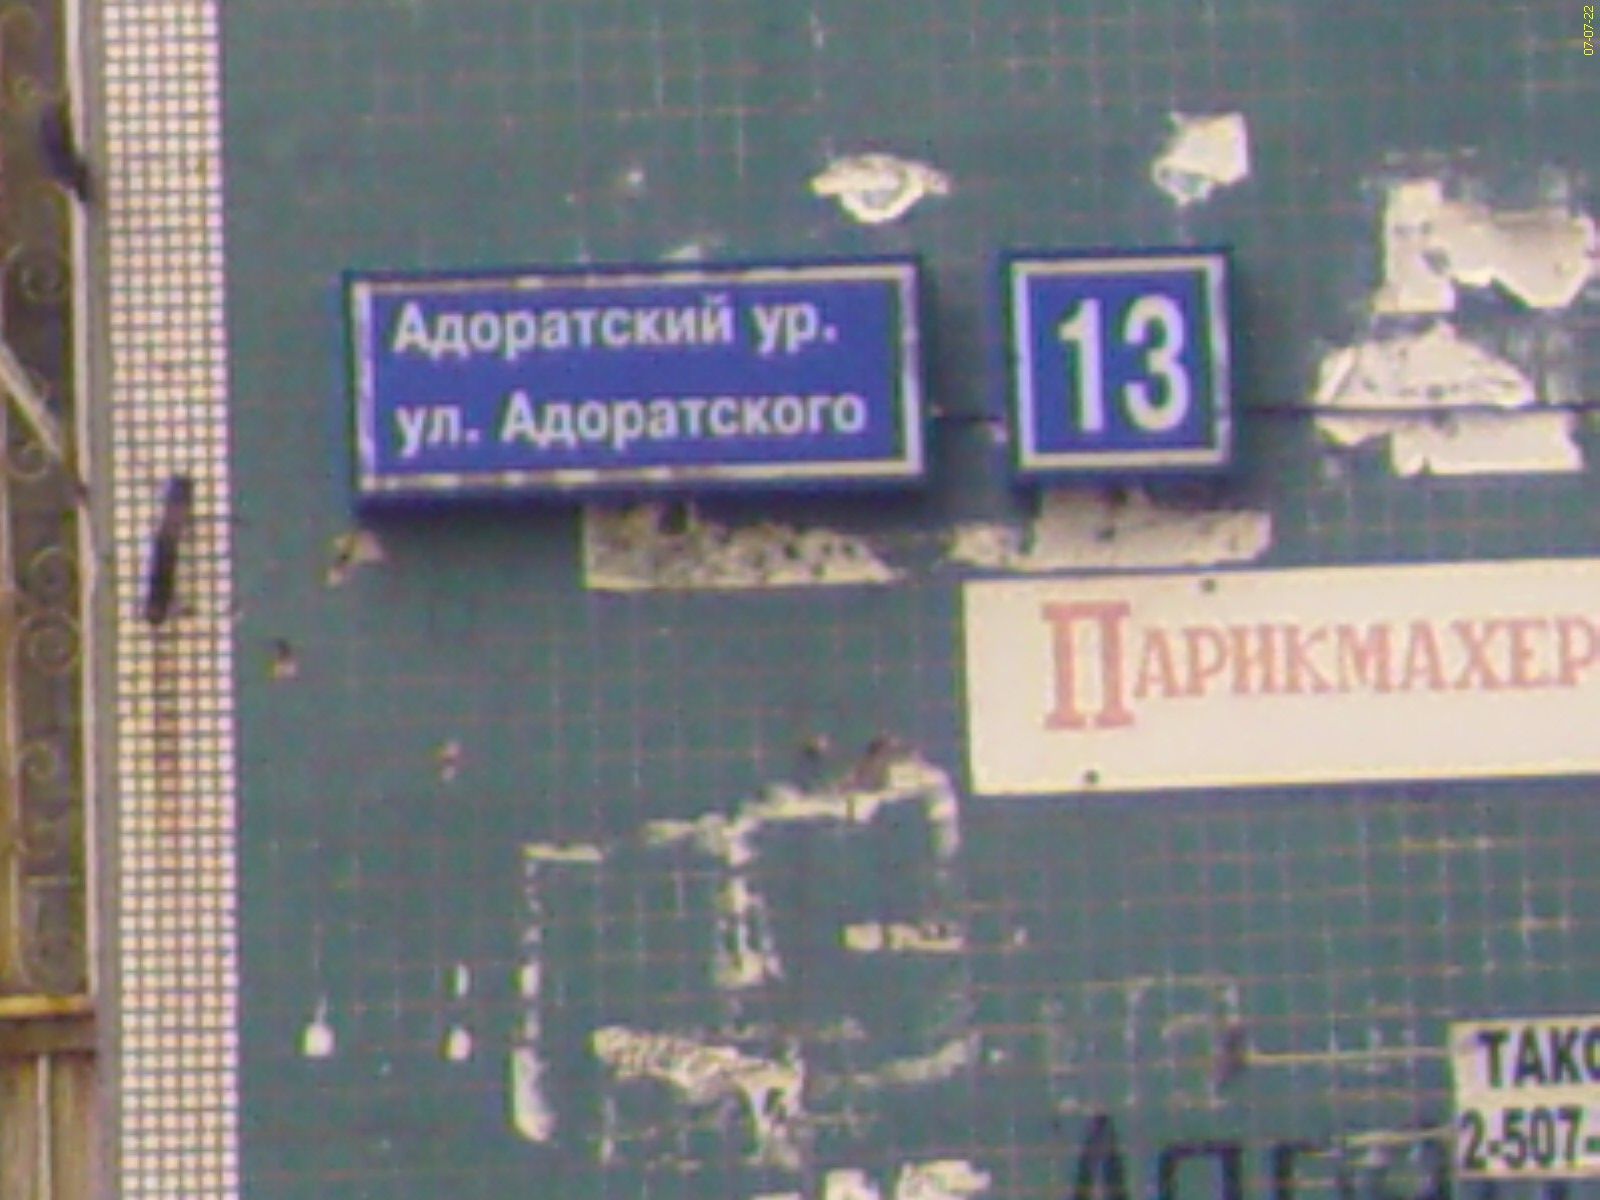 07-07-22
Адоратский ур.
ул. Адоратского
13
ПАРИКМАХЕР
ТАКС
2-507-